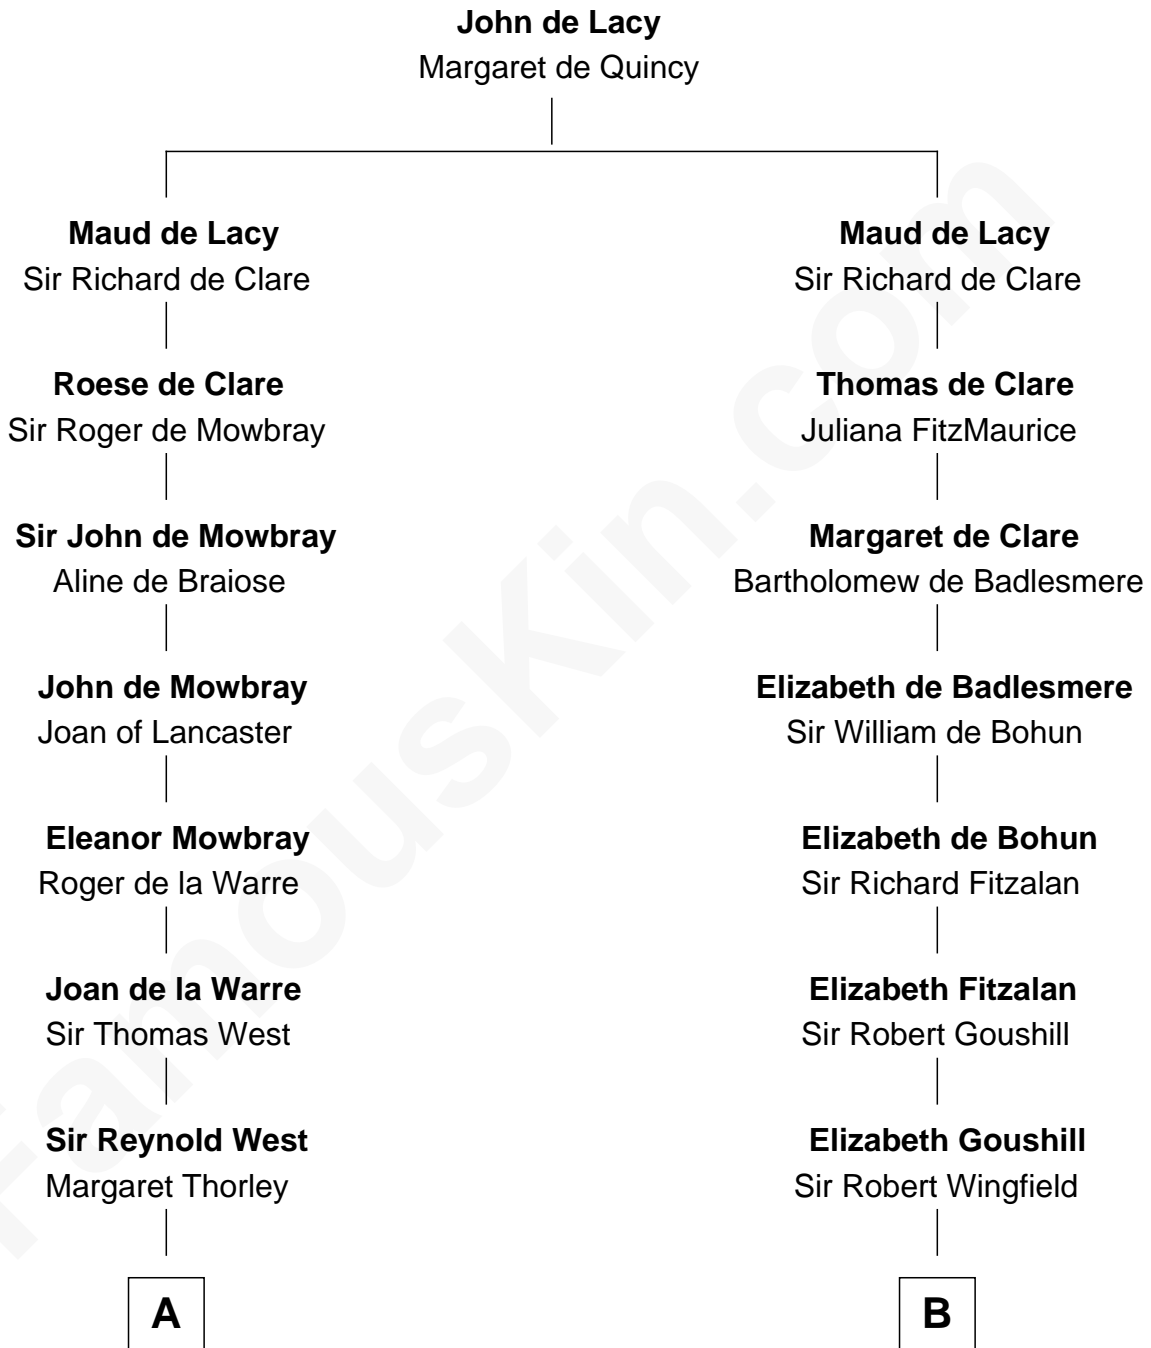 John de Lacy
Margaret de Quincy
Maud de Lacy
Sir Richard de Clare
Maud de Lacy
Sir Richard de Clare
Roese de Clare
Sir Roger de Mowbray
Thomas de Clare
Juliana FitzMaurice
Sir John de Mowbray
Aline de Braiose
Margaret de Clare
Bartholomew de Badlesmere
John de Mowbray
Joan of Lancaster
Elizabeth de Badlesmere
Sir William de Bohun
Eleanor Mowbray
Roger de la Warre
Elizabeth de Bohun
Sir Richard Fitzalan
Joan de la Warre
Sir Thomas West
Elizabeth Fitzalan
Sir Robert Goushill
Sir Reynold West
Margaret Thorley
Elizabeth Goushill
Sir Robert Wingfield
A
B
FamousKin.com